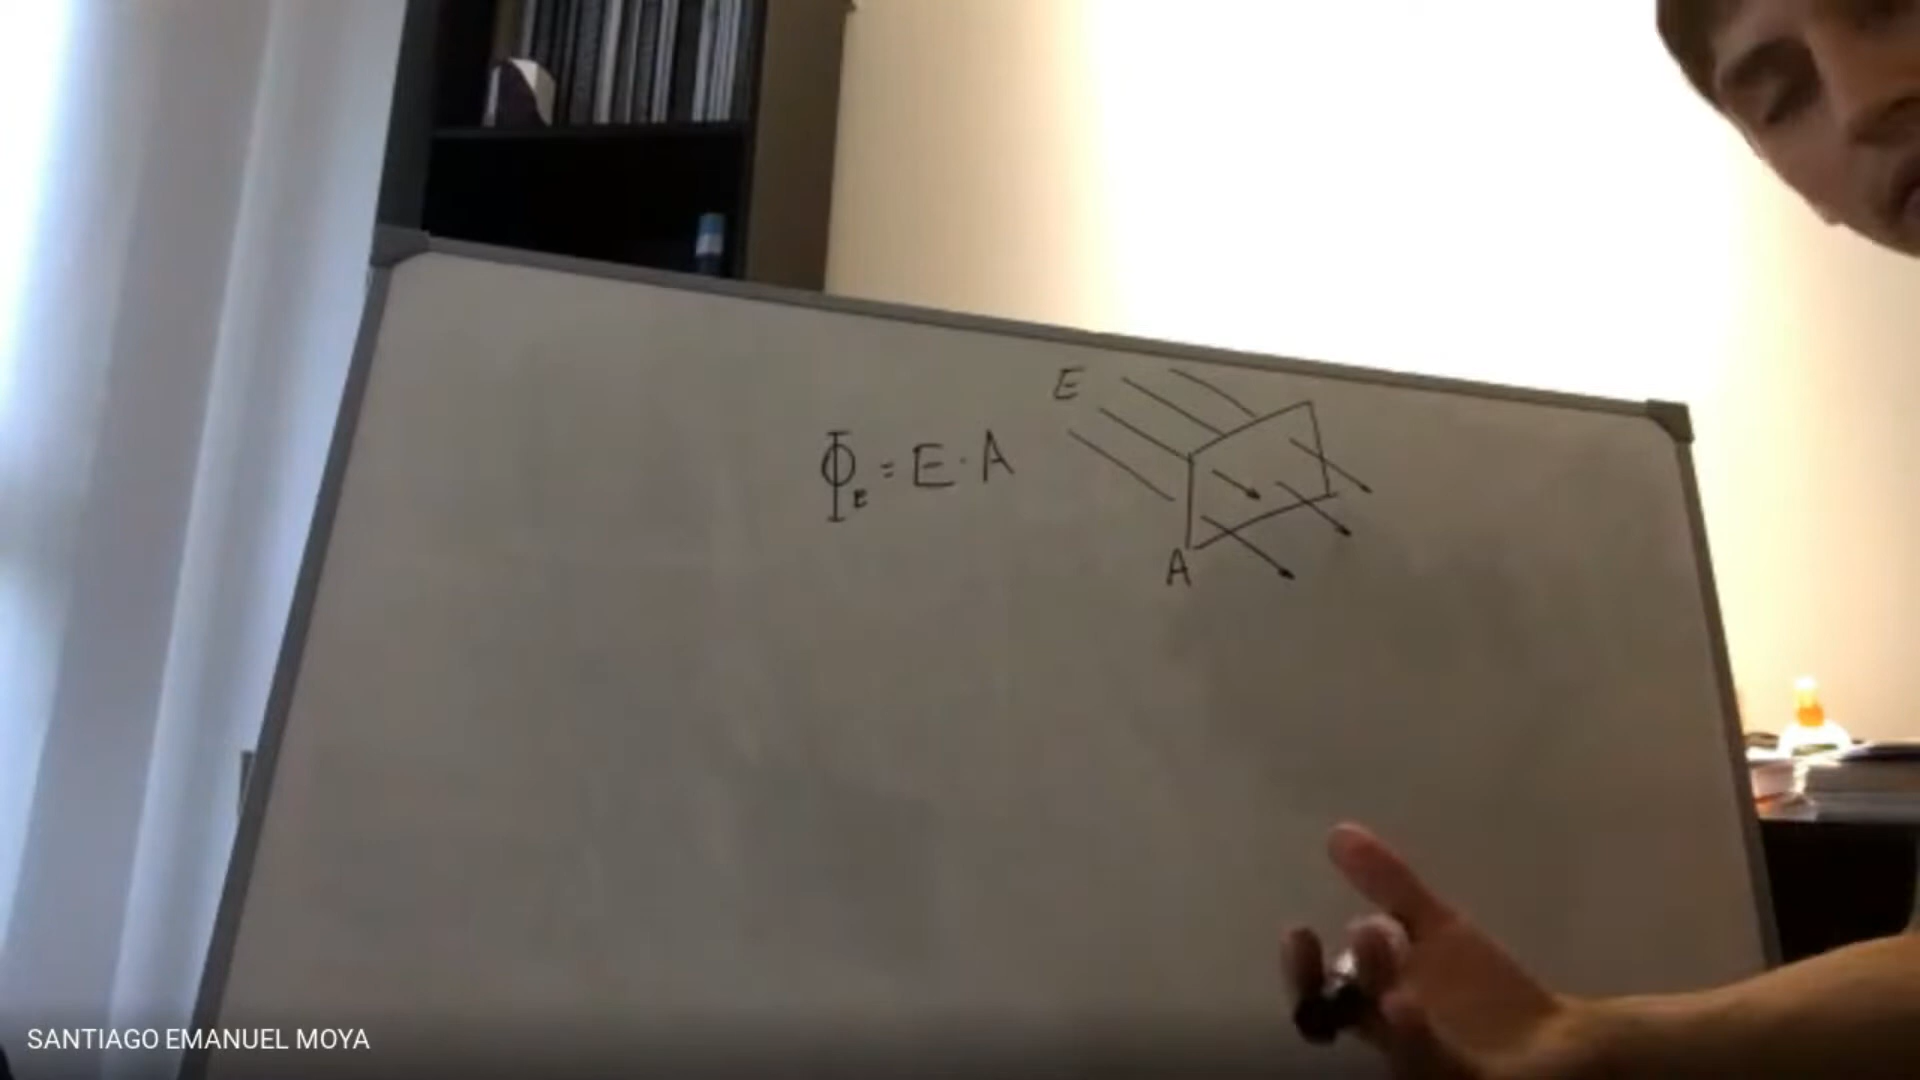 E
Φ_E = E · A
A
SANTIAGO EMANUEL MOYA